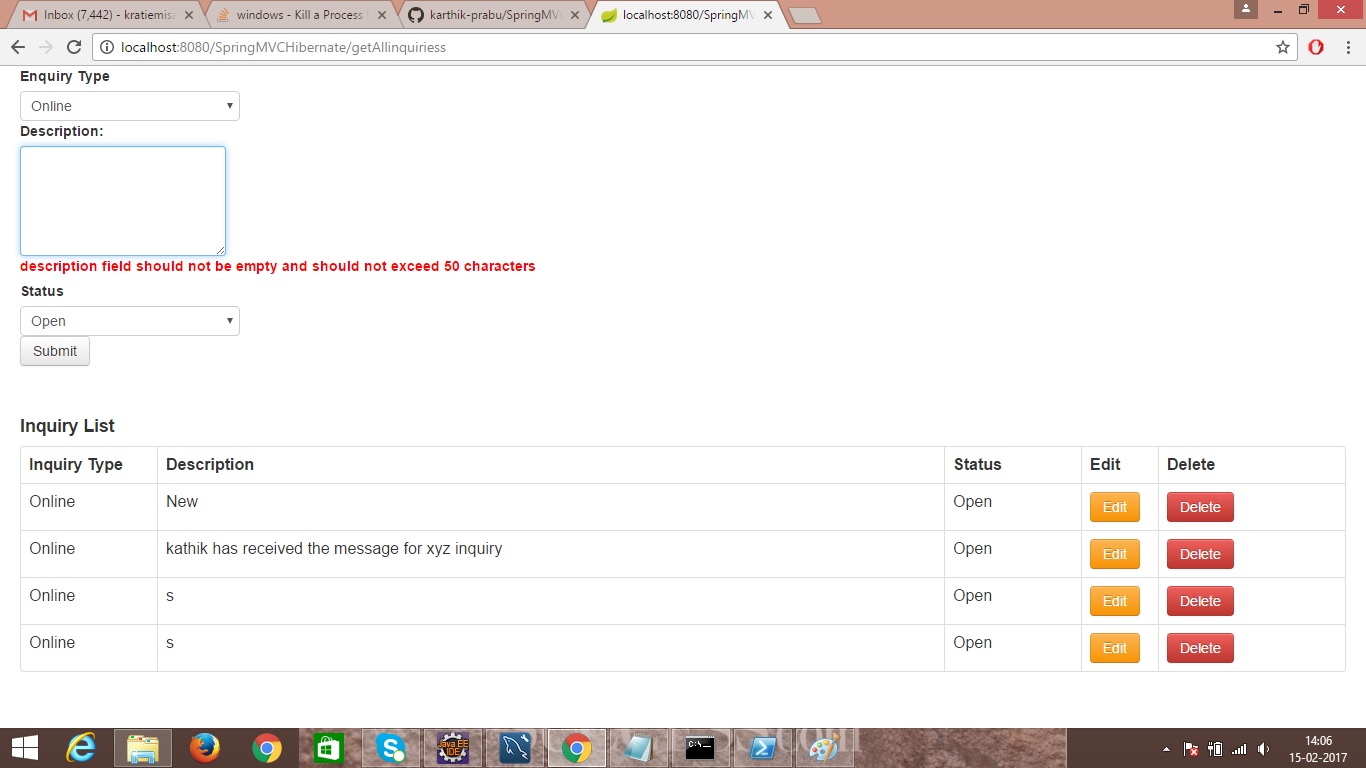 Inbox (7,442) - kratiemisa
windows - Kill a Process
karthik-prabu/SpringMV
localhost:8080/SpringMV
localhost:8080/SpringMVCHibernate/getAllinquiriess
Enquiry Type
Online
Description:
description field should not be empty and should not exceed 50 characters
Status
Open
Submit
Inquiry List
Inquiry Type Description Status Edit Delete
Online New Open Edit Delete
Online kathik has received the message for xyz inquiry Open Edit Delete
Online s Open Edit Delete
Online s Open Edit Delete
Java EE
IDE
C:\_
14:06
15-02-2017